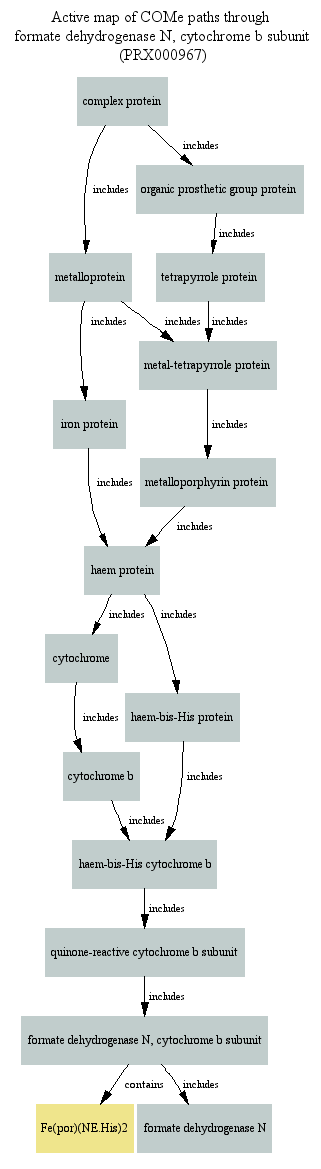 Active map of COMe paths through
formate dehydrogenase N, cytochrome b subunit
(PRX000967)
complex protein
includes
includes
organic prosthetic group protein
includes
metalloprotein
tetrapyrrole protein
includes
includes
includes
metal-tetrapyrrole protein
iron protein
includes
includes
metalloporphyrin protein
includes
haem protein
includes
includes
cytochrome
haem-bis-His protein
includes
cytochrome b
includes
includes
haem-bis-His cytochrome b
includes
quinone-reactive cytochrome b subunit
includes
formate dehydrogenase N, cytochrome b subunit
contains
includes
Fe(por)(NE.His)2
formate dehydrogenase N